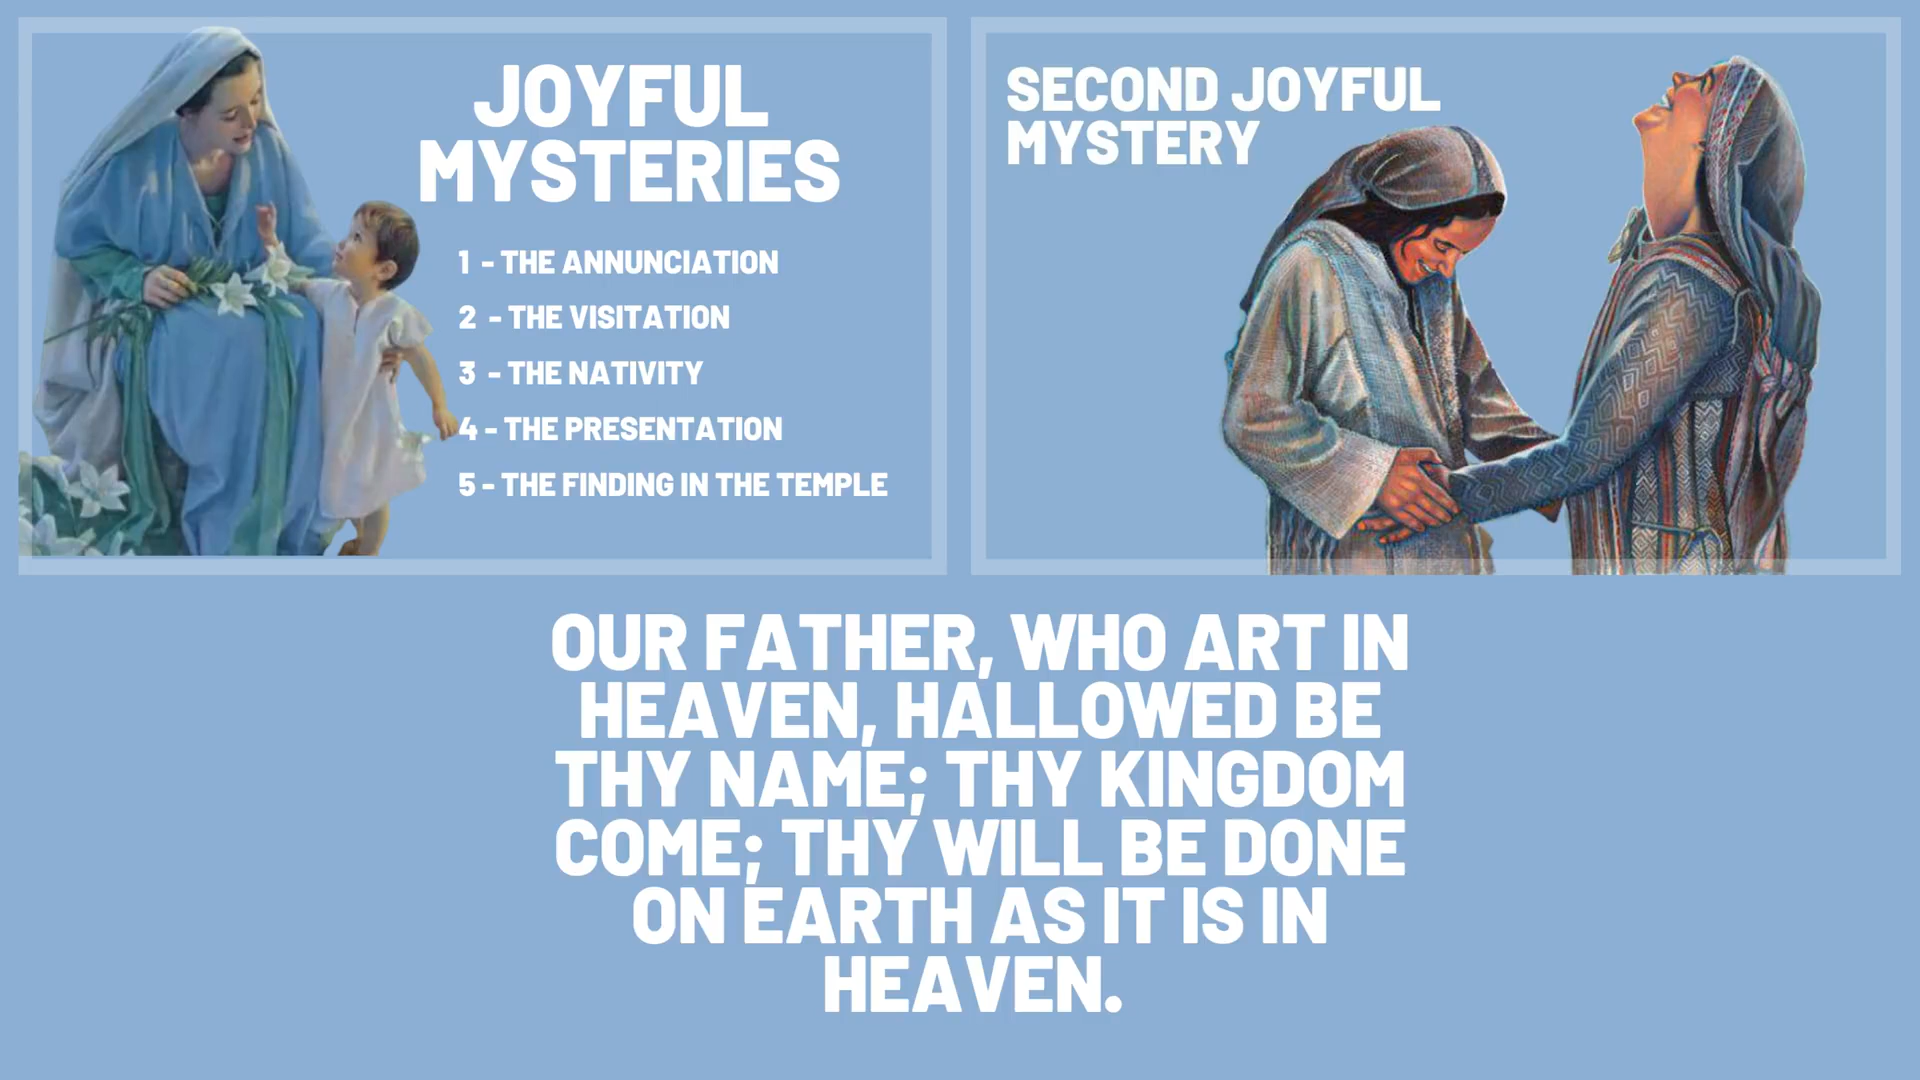 JOYFUL
MYSTERIES
1 - THE ANNUNCIATION
2 - THE VISITATION
3 - THE NATIVITY
4 - THE PRESENTATION
5 - THE FINDING IN THE TEMPLE
SECOND JOYFUL
MYSTERY
OUR FATHER, WHO ART IN
HEAVEN, HALLOWED BE
THY NAME; THY KINGDOM
COME; THY WILL BE DONE
ON EARTH AS IT IS IN
HEAVEN.